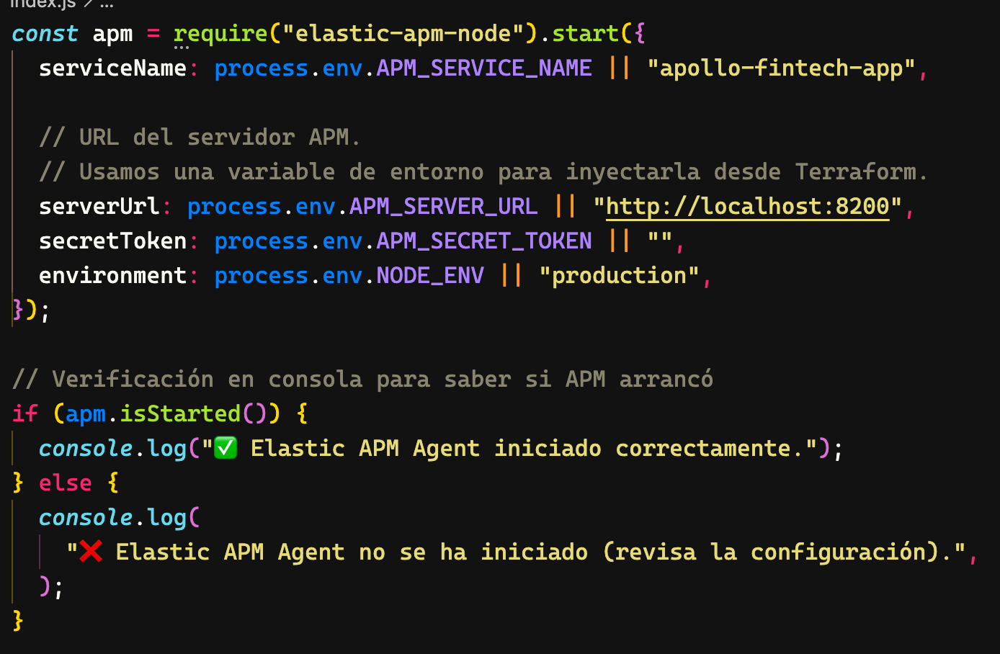 index.js > ...
const apm = require("elastic-apm-node").start({
  serviceName: process.env.APM_SERVICE_NAME || "apollo-fintech-app",
  // URL del servidor APM.
  // Usamos una variable de entorno para inyectarla desde Terraform.
  serverUrl: process.env.APM_SERVER_URL || "http://localhost:8200",
  secretToken: process.env.APM_SECRET_TOKEN || "",
  environment: process.env.NODE_ENV || "production",
});
// Verificación en consola para saber si APM arrancó
if (apm.isStarted()) {
  console.log("✅ Elastic APM Agent iniciado correctamente.");
} else {
  console.log(
    "❌ Elastic APM Agent no se ha iniciado (revisa la configuración).",
  );
}